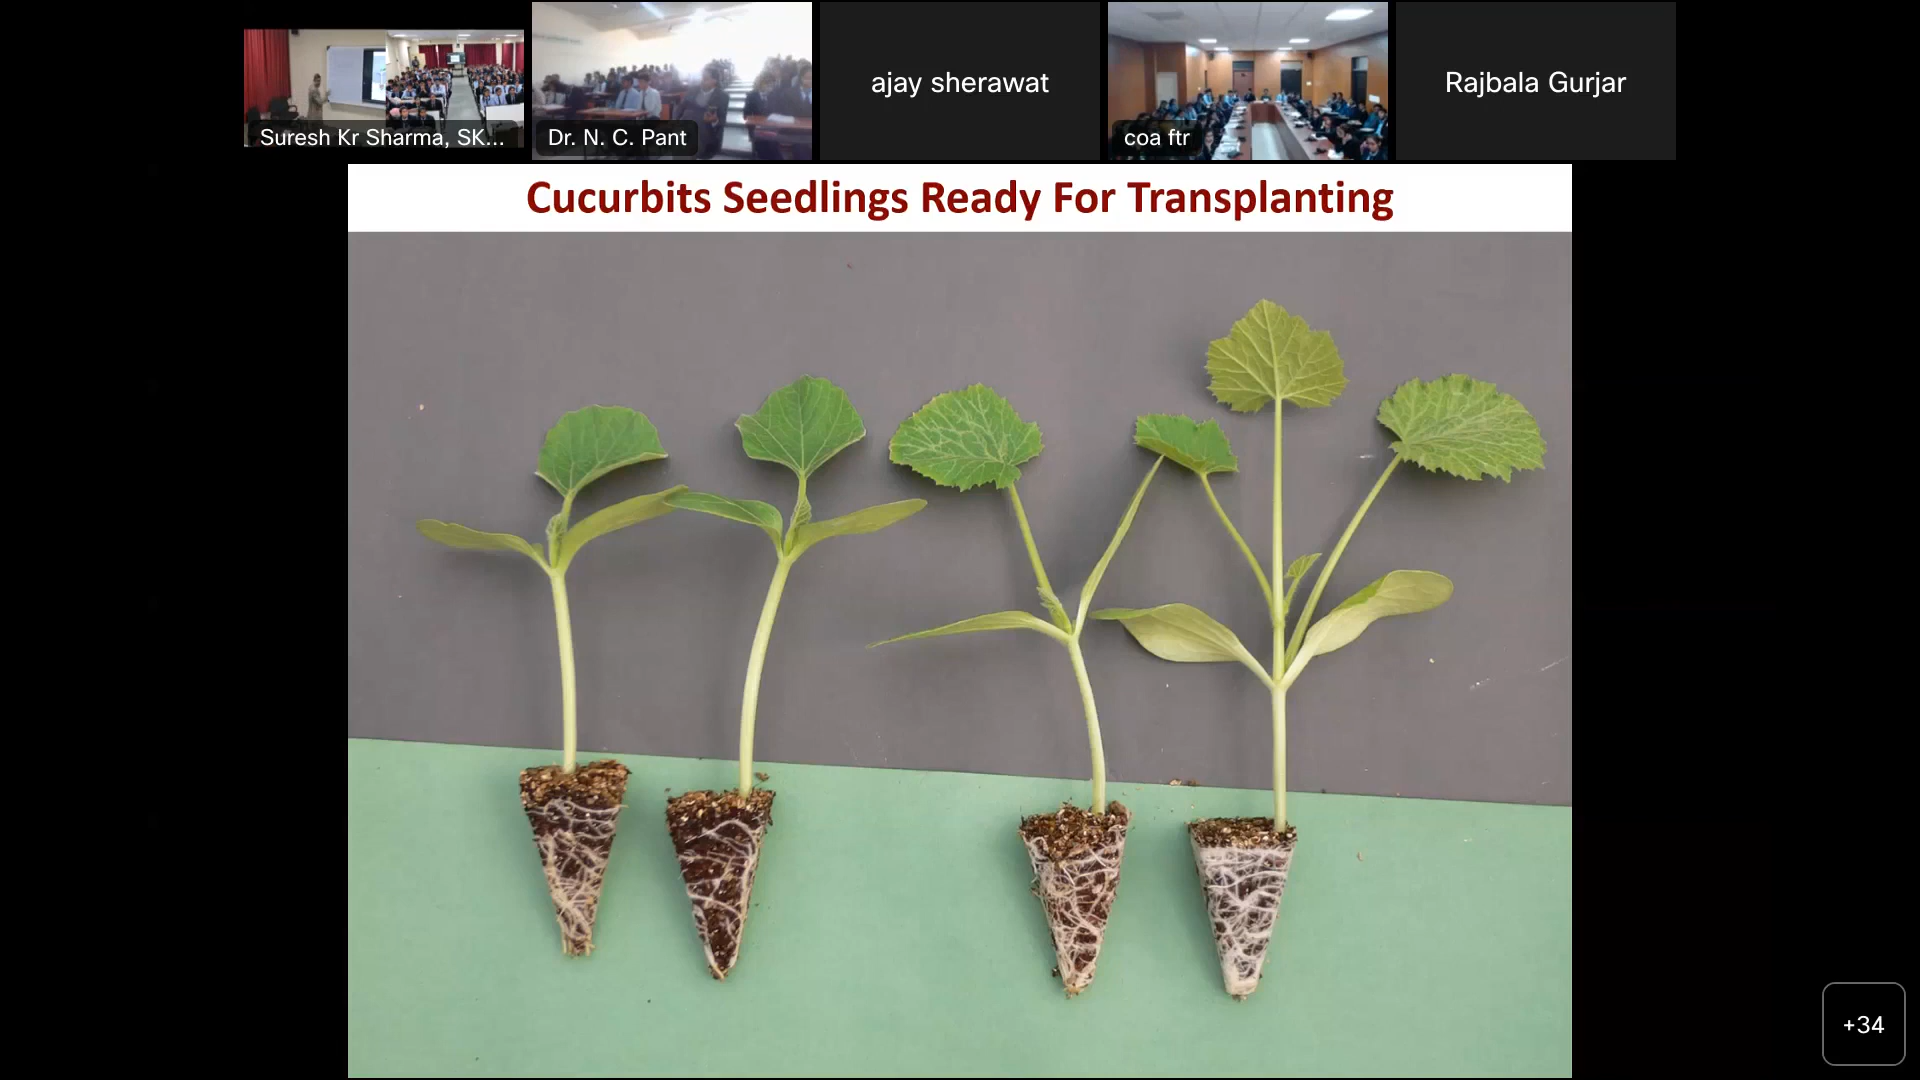 Suresh Kr Sharma, SK...
Dr. N. C. Pant
ajay sherawat
coa ftr
Rajbala Gurjar
Cucurbits Seedlings Ready For Transplanting
+34